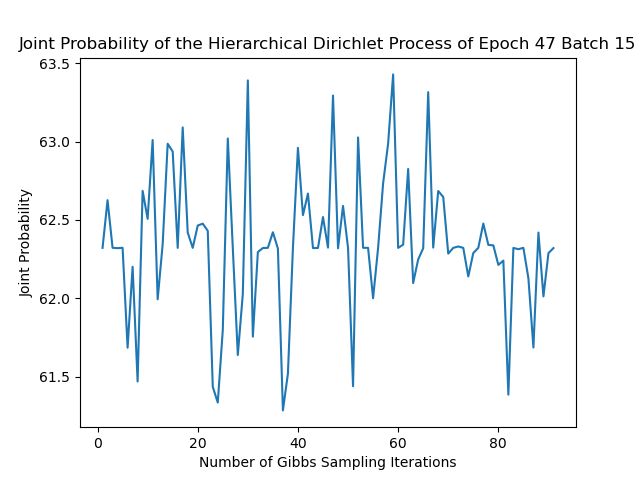 Joint Probability of the Hierarchical Dirichlet Process of Epoch 47 Batch 15
63.5
63.0
62.5
62.0
61.5
Joint Probability
0 20 40 60 80
Number of Gibbs Sampling Iterations